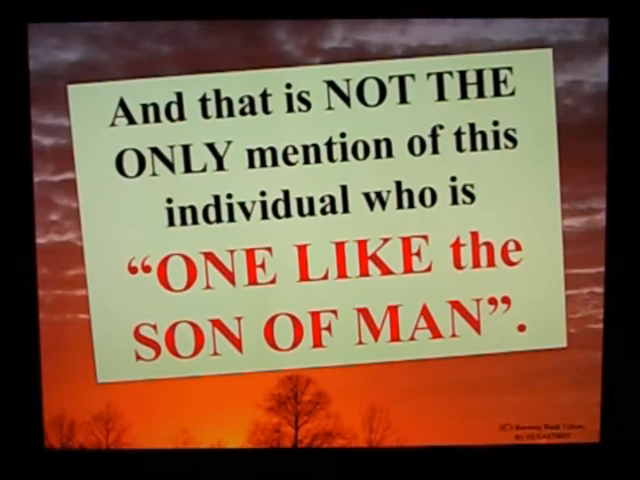 And that is NOT THE
ONLY mention of this
individual who is
“ONE LIKE the
SON OF MAN”.